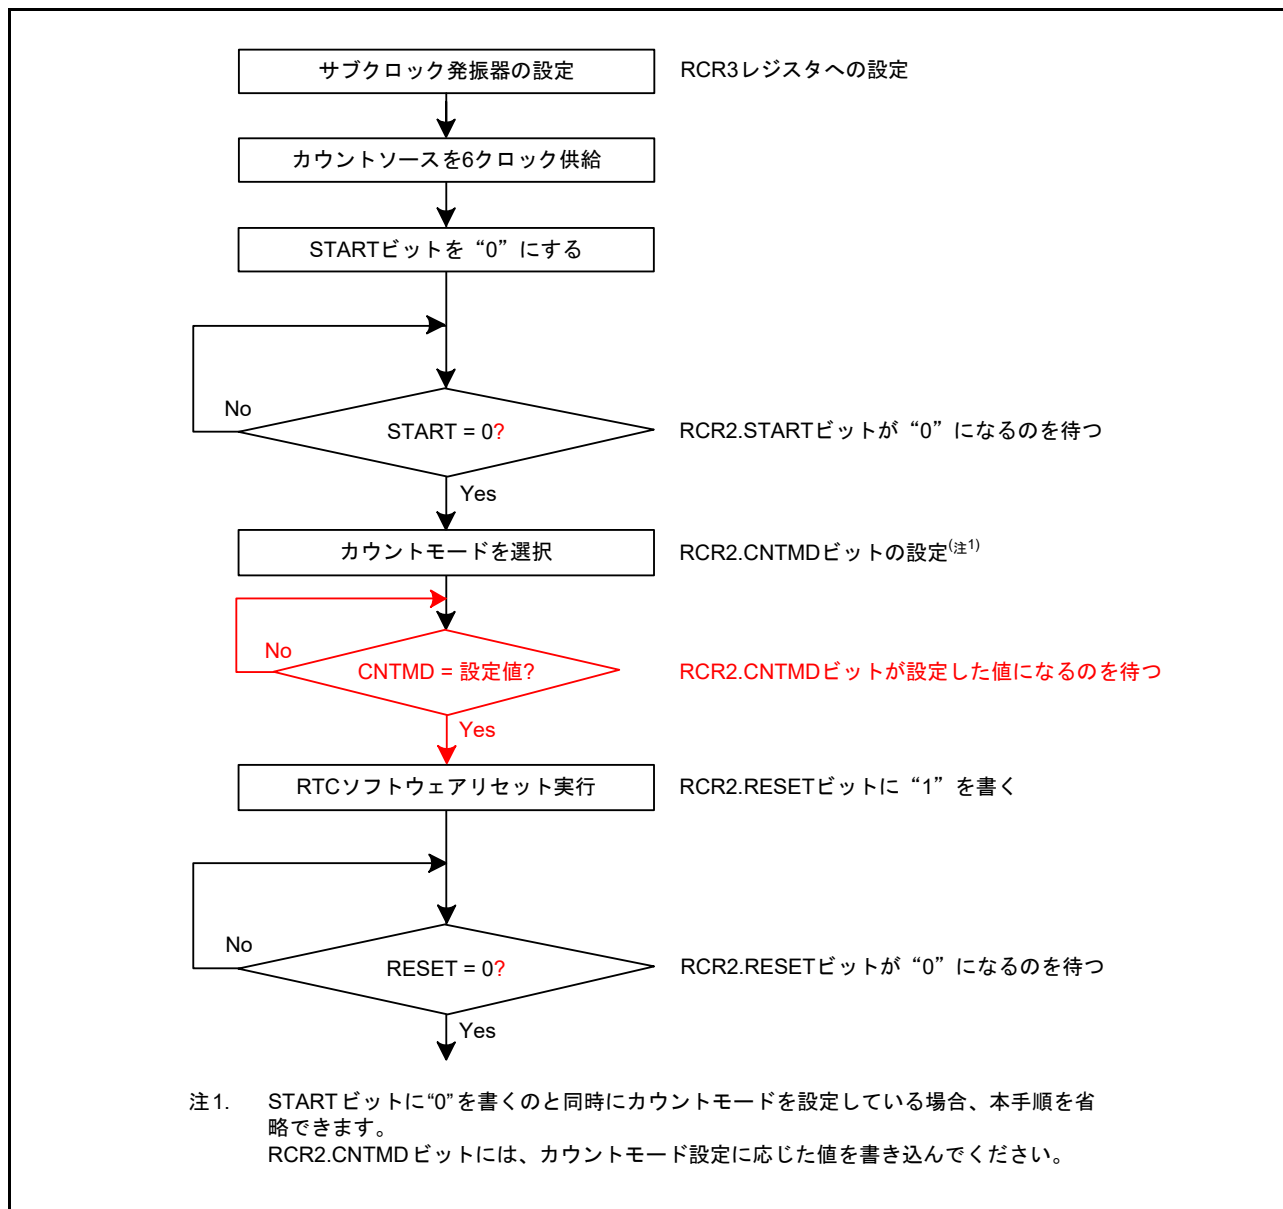 サブクロック発振器の設定
RCR3レジスタへの設定
カウントソースを6クロック供給
STARTビットを“0”にする
No
START = 0?
RCR2.STARTビットが“0”になるのを待つ
Yes
カウントモードを選択
RCR2.CNTMDビットの設定(注1)
No
CNTMD = 設定値?
RCR2.CNTMDビットが設定した値になるのを待つ
Yes
RTCソフトウェアリセット実行
RCR2.RESETビットに“1”を書く
No
RESET = 0?
RCR2.RESETビットが“0”になるのを待つ
Yes
注1. STARTビットに“0”を書くのと同時にカウントモードを設定している場合、本手順を省
略できます。
RCR2.CNTMDビットには、カウントモード設定に応じた値を書き込んでください。